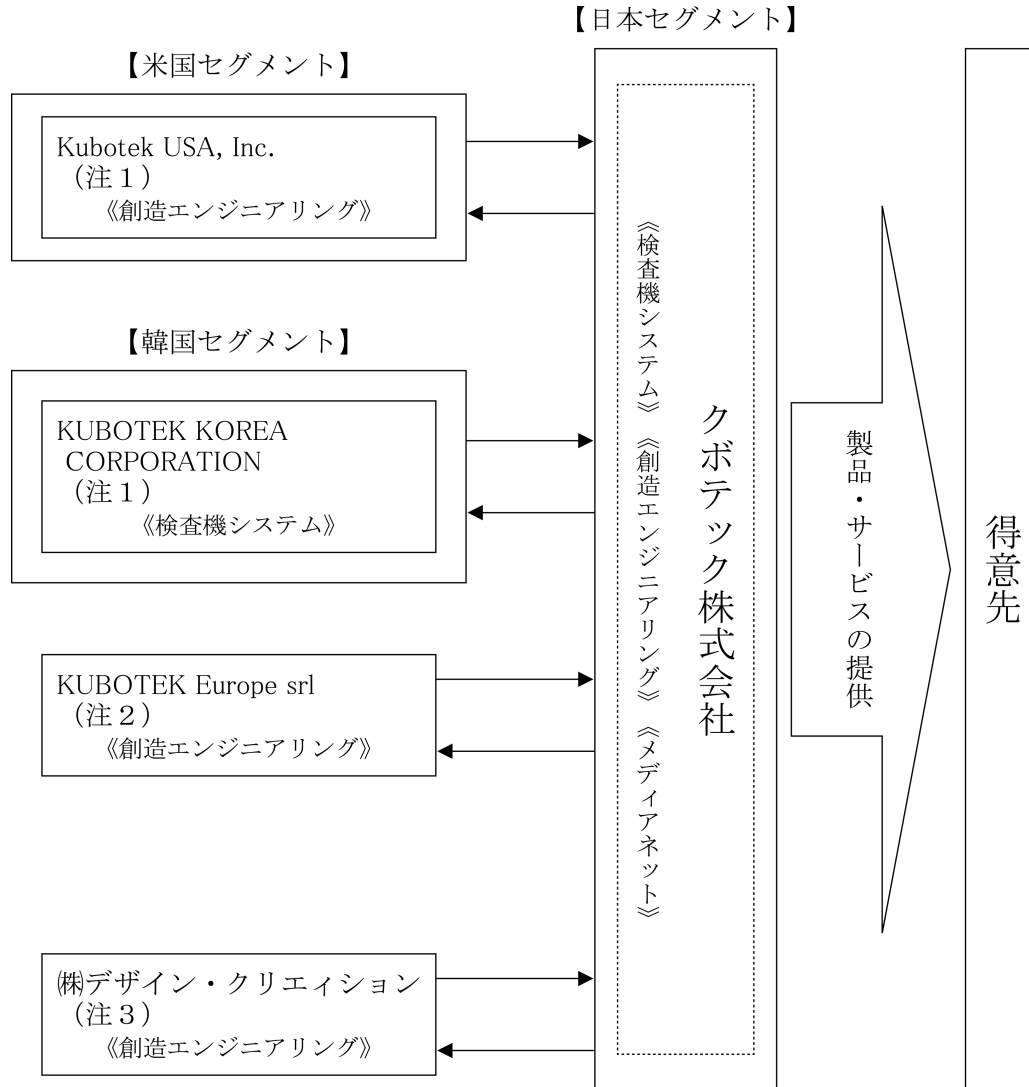 【日本セグメント】
【米国セグメント】
Kubotek USA, Inc.
（注１）
《創造エンジニアリング》
【韓国セグメント】
KUBOTEK KOREA
CORPORATION
（注１）
《検査機システム》
KUBOTEK Europe srl
（注２）
《創造エンジニアリング》
㈱デザイン・クリエィション
（注３）
《創造エンジニアリング》
クボテック株式会社
《検査機システム》《創造エンジニアリング》《メディアネット》
製品・サービスの提供
得意先